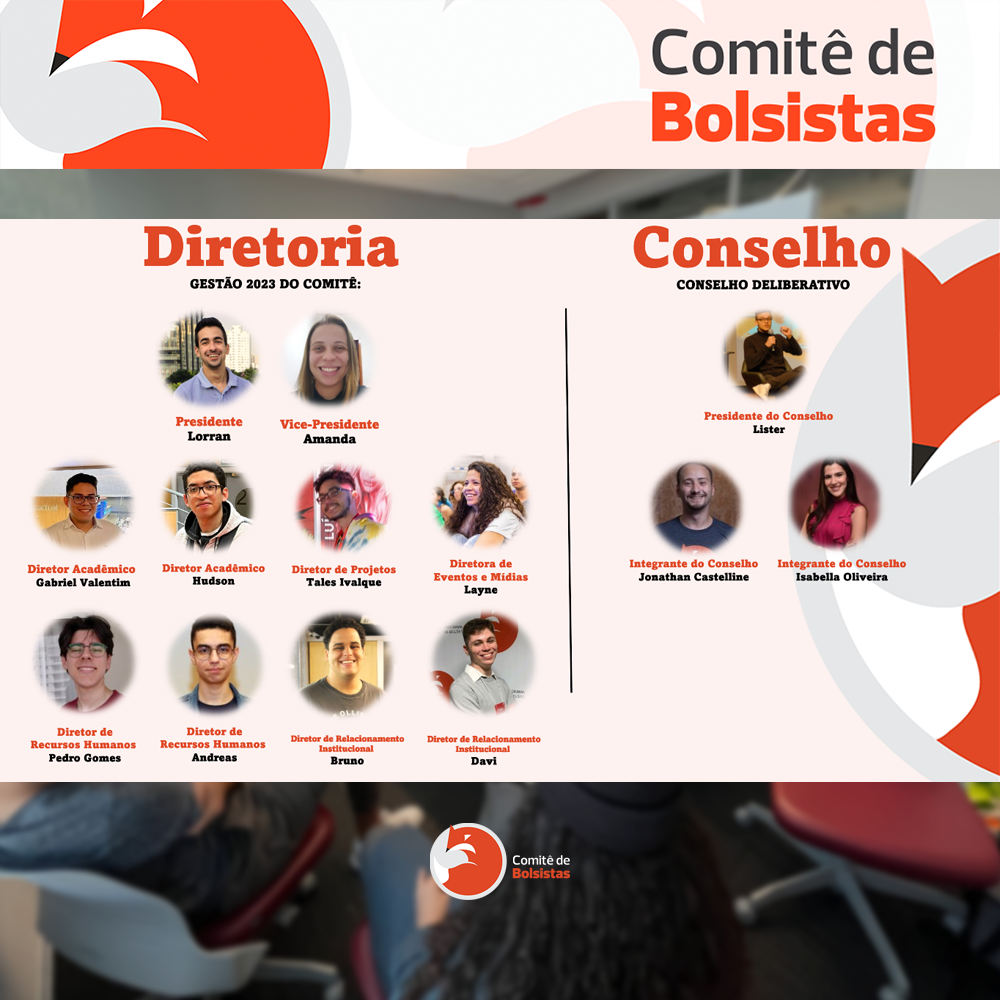 Comitê de
Bolsistas
Diretoria
GESTÃO 2023 DO COMITÊ:
Presidente
Lorran
Vice-Presidente
Amanda
Diretor Acadêmico
Gabriel Valentim
Diretor Acadêmico
Hudson
Diretor de Projetos
Tales Ivalque
Diretora de
Eventos e Mídias
Layne
Diretor de
Recursos Humanos
Pedro Gomes
Diretor de
Recursos Humanos
Andreas
Diretor de Relacionamento
Institucional
Bruno
Diretor de Relacionamento
Institucional
Davi
Conselho
CONSELHO DELIBERATIVO
Presidente do Conselho
Lister
Integrante do Conselho
Jonathan Castelline
Integrante do Conselho
Isabella Oliveira
Comitê de
Bolsistas